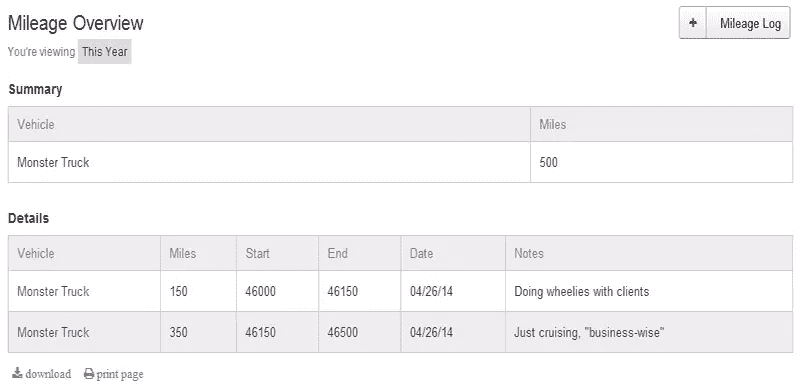 Mileage Overview
+ Mileage Log
You're viewing This Year
Summary
Vehicle Miles
Monster Truck 500
Details
Vehicle Miles Start End Date Notes
Monster Truck 150 46000 46150 04/26/14 Doing wheelies with clients
Monster Truck 350 46150 46500 04/26/14 Just cruising, "business-wise"
download print page